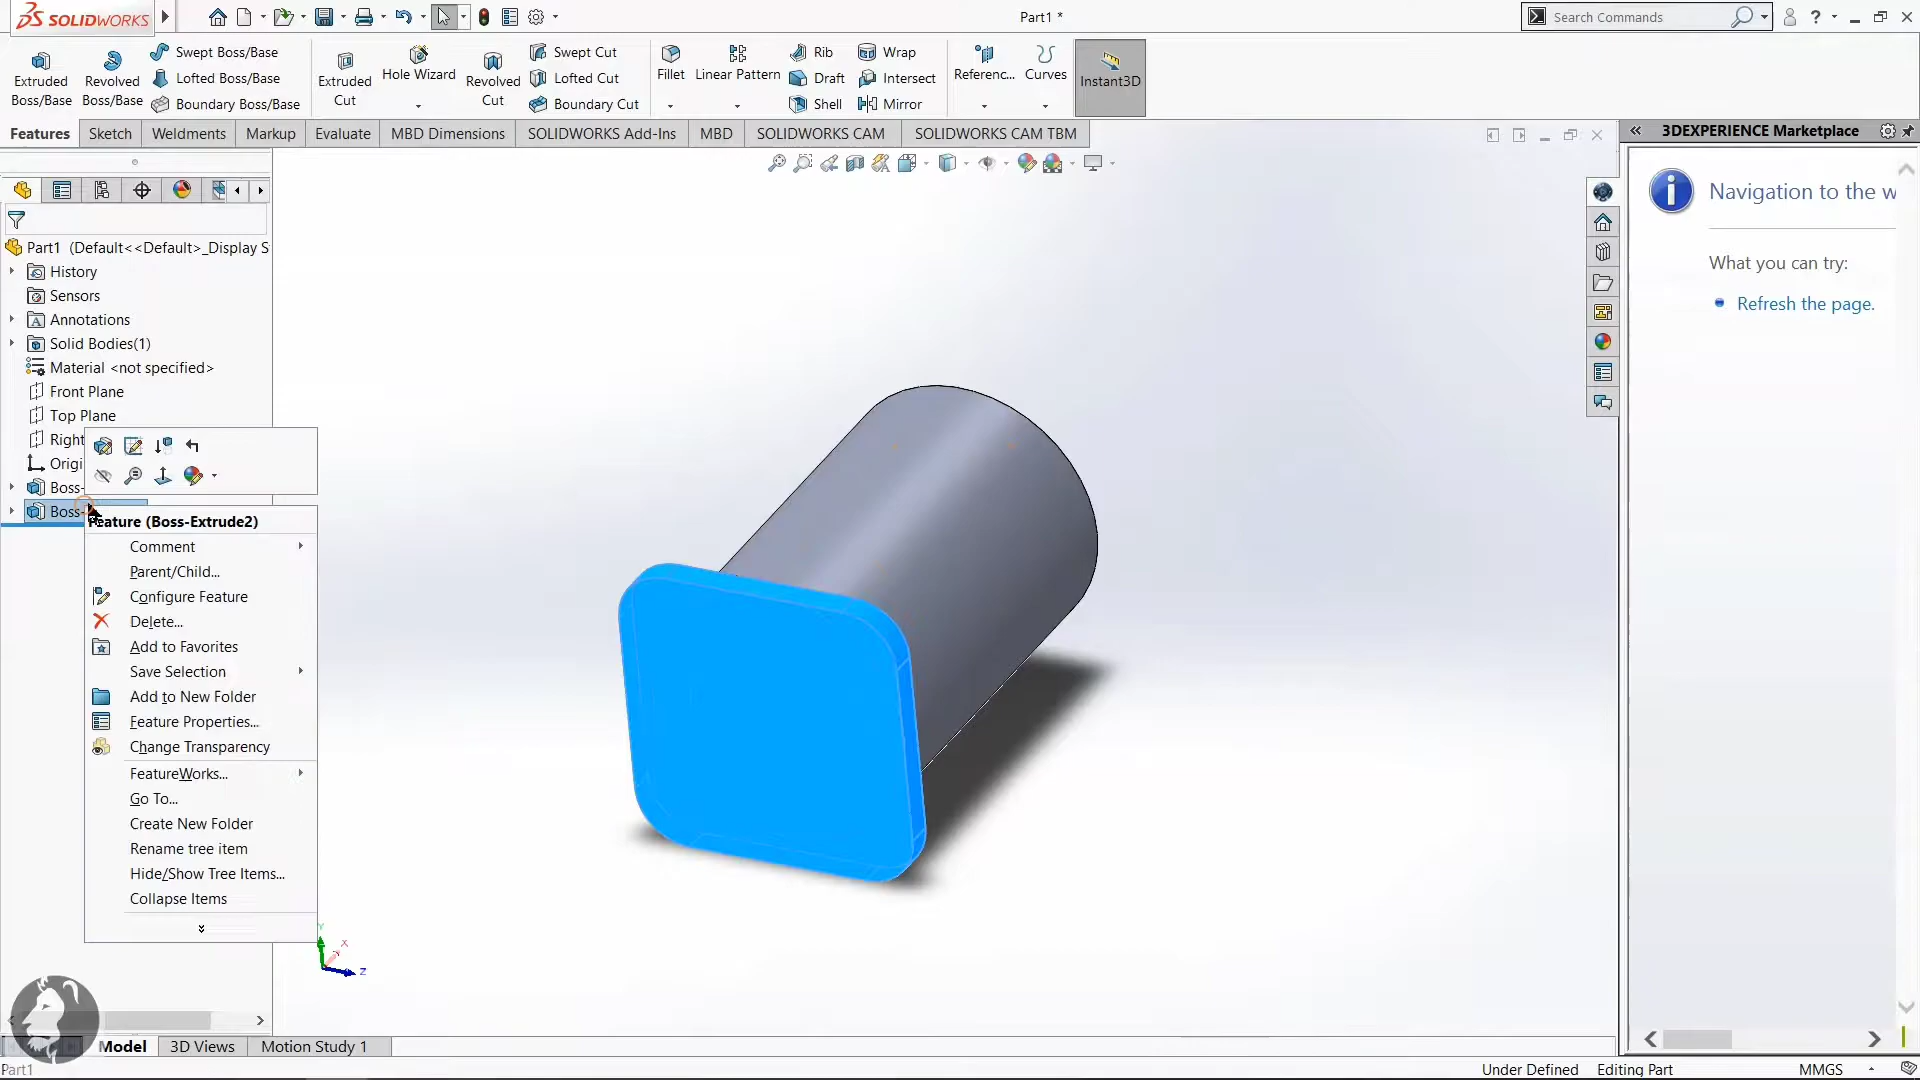 SOLIDWORKS
Part1 *
Search Commands
Extruded Boss/Base
Revolved Boss/Base
Swept Boss/Base
Lofted Boss/Base
Boundary Boss/Base
Extruded Cut
Hole Wizard
Revolved Cut
Swept Cut
Lofted Cut
Boundary Cut
Fillet
Linear Pattern
Rib
Draft
Shell
Wrap
Intersect
Mirror
Referenc...
Curves
Instant3D
Features
Sketch
Weldments
Markup
Evaluate
MBD Dimensions
SOLIDWORKS Add-Ins
MBD
SOLIDWORKS CAM
SOLIDWORKS CAM TBM
3DEXPERIENCE Marketplace
Navigation to the w
What you can try:
Refresh the page.
Part1 (Default<<Default>_Display S
History
Sensors
Annotations
Solid Bodies(1)
Material <not specified>
Front Plane
Top Plane
Right
Origi
Boss-
Boss-
Feature (Boss-Extrude2)
Comment
Parent/Child...
Configure Feature
Delete...
Add to Favorites
Save Selection
Add to New Folder
Feature Properties...
Change Transparency
FeatureWorks...
Go To...
Create New Folder
Rename tree item
Hide/Show Tree Items...
Collapse Items
Y
X
Z
Model
3D Views
Motion Study 1
Part1
Under Defined
Editing Part
MMGS